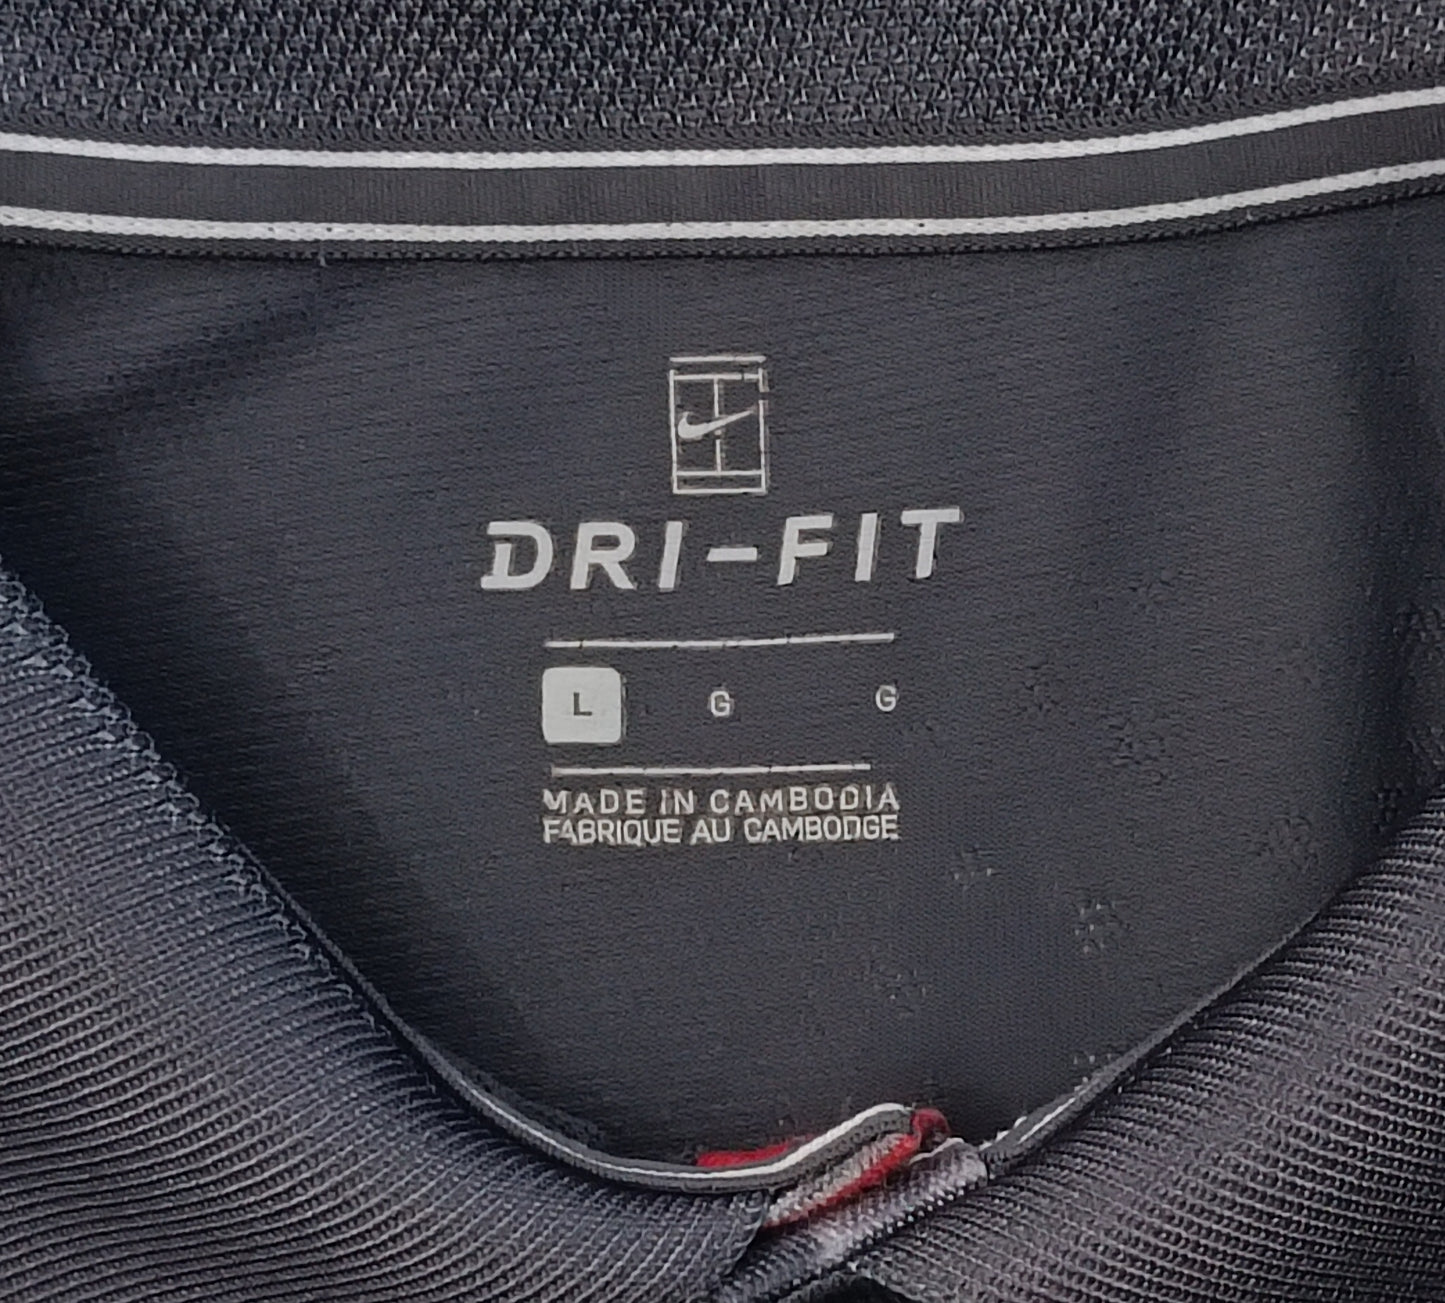 DRI-FIT
L G G
MADE IN CAMBODIA
FABRIQUE AU CAMBODGE